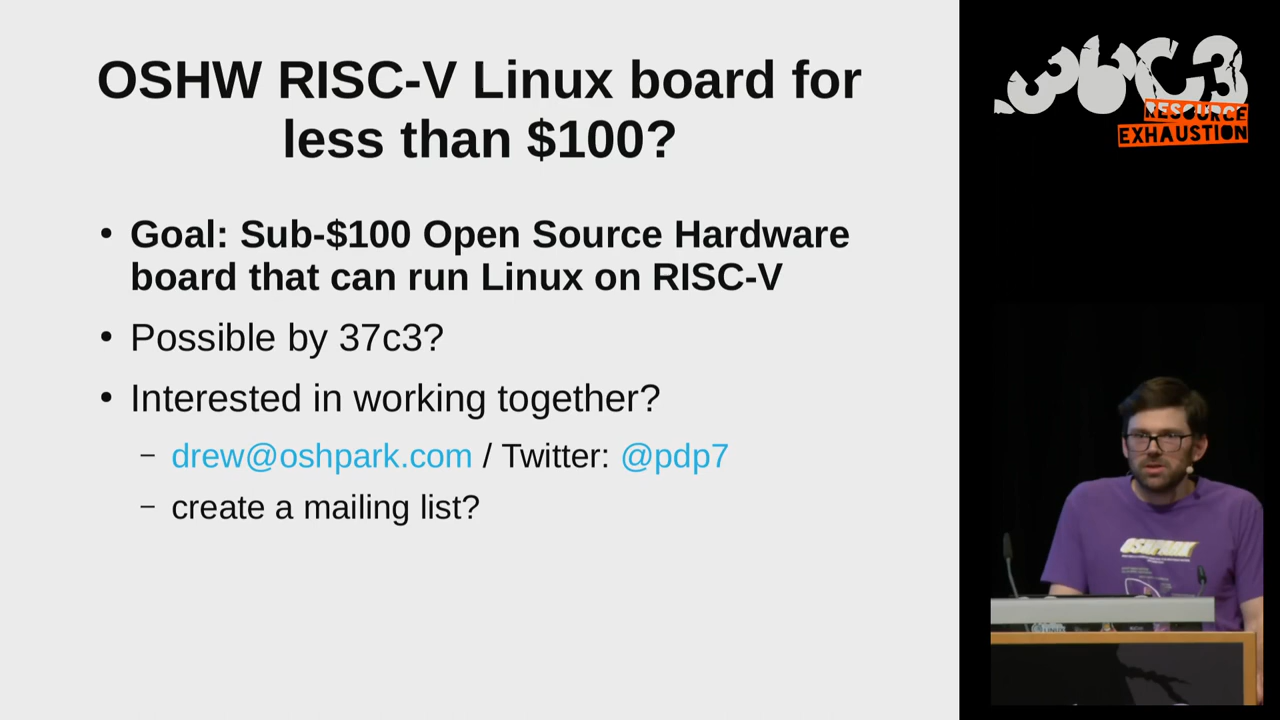 OSHW RISC-V Linux board for
less than $100?
• Goal: Sub-$100 Open Source Hardware
board that can run Linux on RISC-V
• Possible by 37c3?
• Interested in working together?
– drew@oshpark.com / Twitter: @pdp7
– create a mailing list?
36C3
RESOURCE
EXHAUSTION
OSHPARK